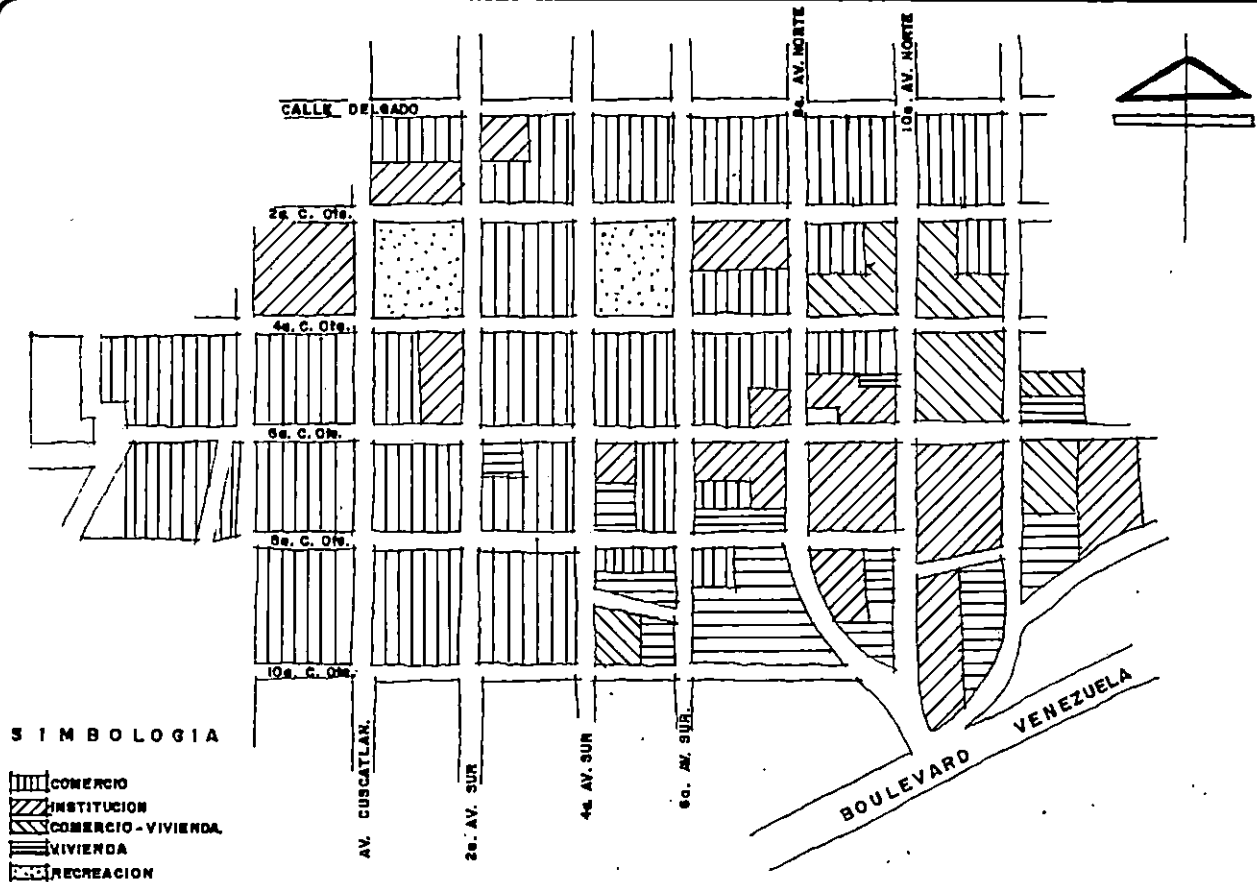 8a. AV. NORTE
10a. AV. NORTE
CALLE DELGADO
2a. C. Ote.
4a. C. Ote.
6a. C. Ote.
8a. C. Ote.
10a. C. Ote.
SIMBOLOGIA
COMERCIO
INSTITUCION
COMERCIO-VIVIENDA.
VIVIENDA
RECREACION
AV. CUSCATLAN.
2a. AV. SUR
4a. AV. SUR
6a. AV. SUR.
BOULEVARD VENEZUELA